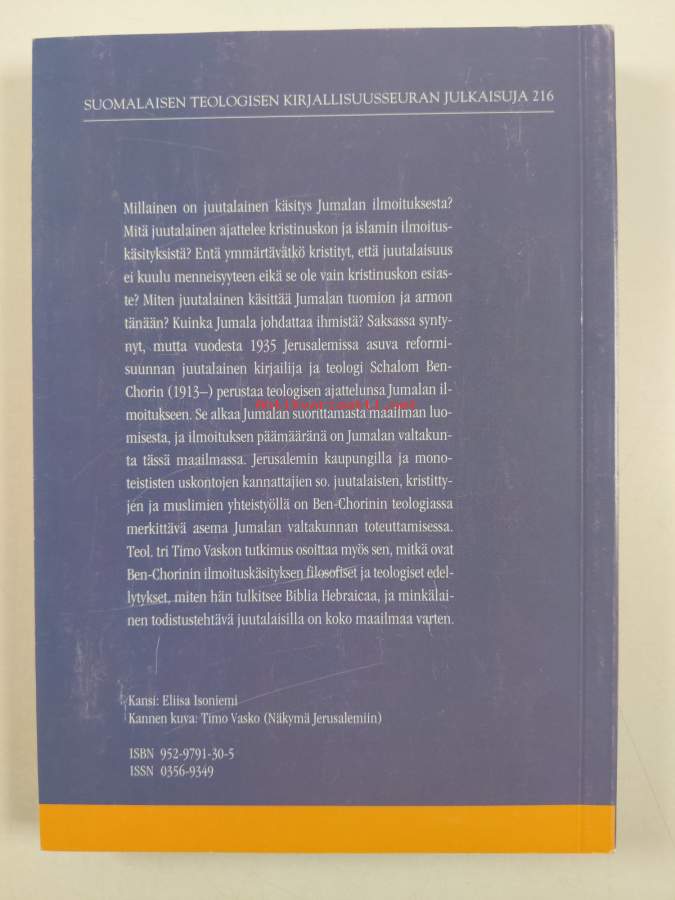 SUOMALAISEN TEOLOGISEN KIRJALLISUUSSEURAN JULKAISUJA 216
Millainen on juutalainen käsitys Jumalan ilmoituksesta?
Mitä juutalainen ajattelee kristinuskon ja islamin ilmoitus-
käsityksistä? Entä ymmärtävätkö kristityt, että juutalaisuus
ei kuulu menneisyyteen eikä se ole vain kristinuskon esias-
te? Miten juutalainen käsittää Jumalan tuomion ja armon
tänään? Kuinka Jumala johdattaa ihmistä? Saksassa synty-
nyt, mutta vuodesta 1935 Jerusalemissa asuva reformi-
suunnan juutalainen kirjailija ja teologi Schalom Ben-
Chorin (1913–) perustaa teologisen ajattelunsa Jumalan il-
moitukseen. Se alkaa Jumalan suorittamasta maailman luo-
misesta, ja ilmoituksen päämääränä on Jumalan valtakun-
ta tässä maailmassa. Jerusalemin kaupungilla ja mono-
teististen uskontojen kannattajien so. juutalaisten, kristitty-
jen ja muslimien yhteistyöllä on Ben-Chorinin teologiassa
merkittävä asema Jumalan valtakunnan toteuttamisessa.
Teol. tri Timo Vaskon tutkimus osoittaa myös sen, mitkä ovat
Ben-Chorinin ilmoituskäsityksen filosofiset ja teologiset edel-
lytykset, miten hän tulkitsee Biblia Hebraicaa, ja minkälai-
nen todistustehtävä juutalaisilla on koko maailmaa varten.
Kansi: Eliisa Isoniemi
Kannen kuva: Timo Vasko (Näkymä Jerusalemiin)
ISBN 952-9791-30-5
ISSN 0356-9349